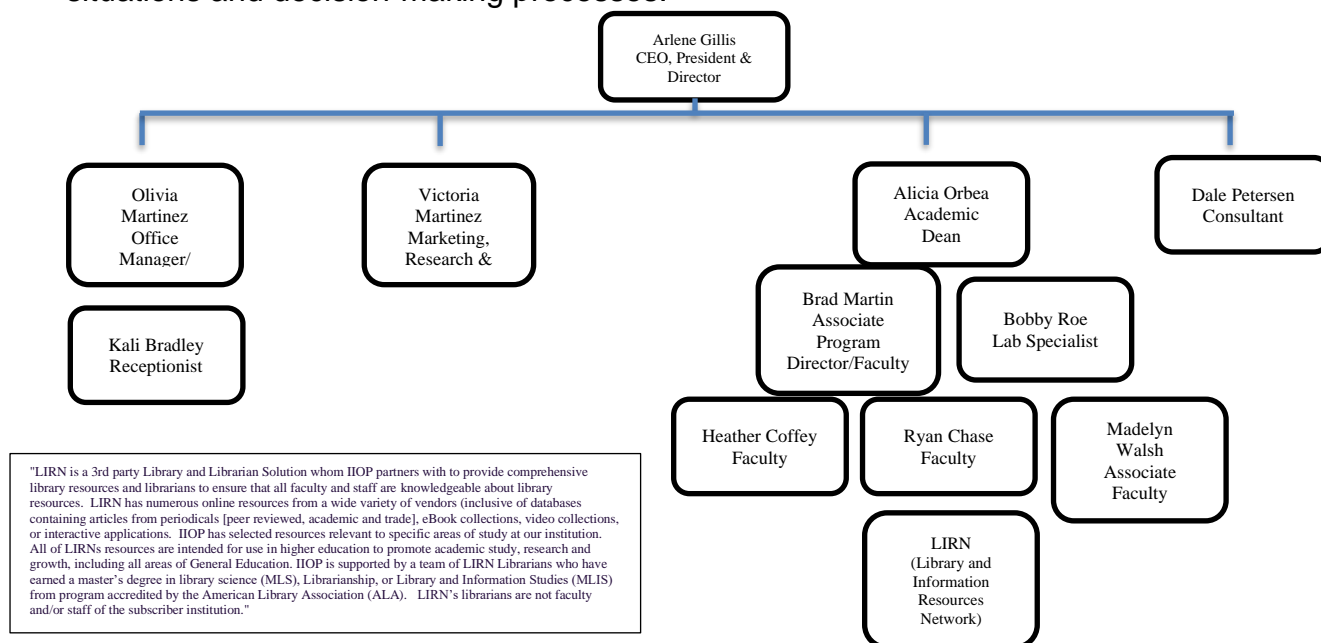 situations and decision-making processes.
Arlene Gillis
CEO, President &
Director
Olivia
Martinez
Office
Manager/
Victoria
Martinez
Marketing,
Research &
Alicia Orbea
Academic
Dean
Dale Petersen
Consultant
Kali Bradley
Receptionist
Brad Martin
Associate
Program
Director/Faculty
Bobby Roe
Lab Specialist
Heather Coffey
Faculty
Ryan Chase
Faculty
Madelyn
Walsh
Associate
Faculty
LIRN
(Library and
Information
Resources
Network)
"LIRN is a 3rd party Library and Librarian Solution whom IIOP partners with to provide comprehensive
library resources and librarians to ensure that all faculty and staff are knowledgeable about library
resources. LIRN has numerous online resources from a wide variety of vendors (inclusive of databases
containing articles from periodicals [peer reviewed, academic and trade], eBook collections, video collections,
or interactive applications. IIOP has selected resources relevant to specific areas of study at our institution.
All of LIRNs resources are intended for use in higher education to promote academic study, research and
growth, including all areas of General Education. IIOP is supported by a team of LIRN Librarians who have
earned a master's degree in library science (MLS), Librarianship, or Library and Information Studies (MLIS)
from program accredited by the American Library Association (ALA). LIRN's librarians are not faculty
and/or staff of the subscriber institution."